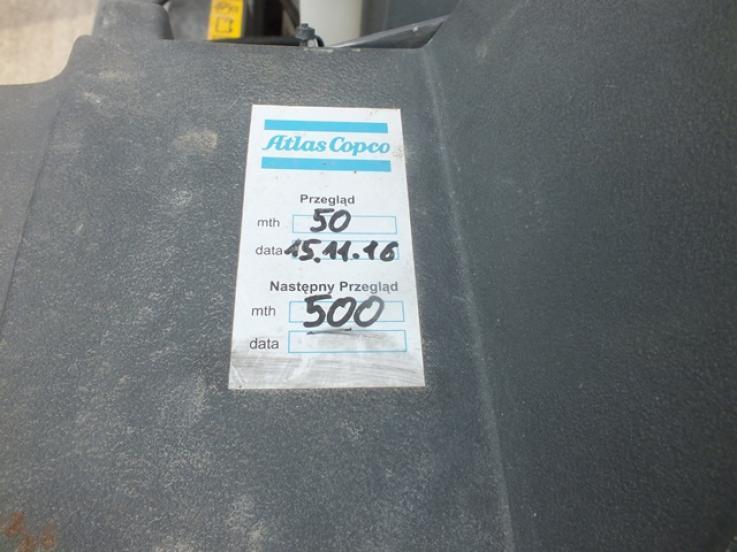 Atlas Copco
Przegląd
mth 50
data 15.11.16
Następny Przegląd
mth 500
data